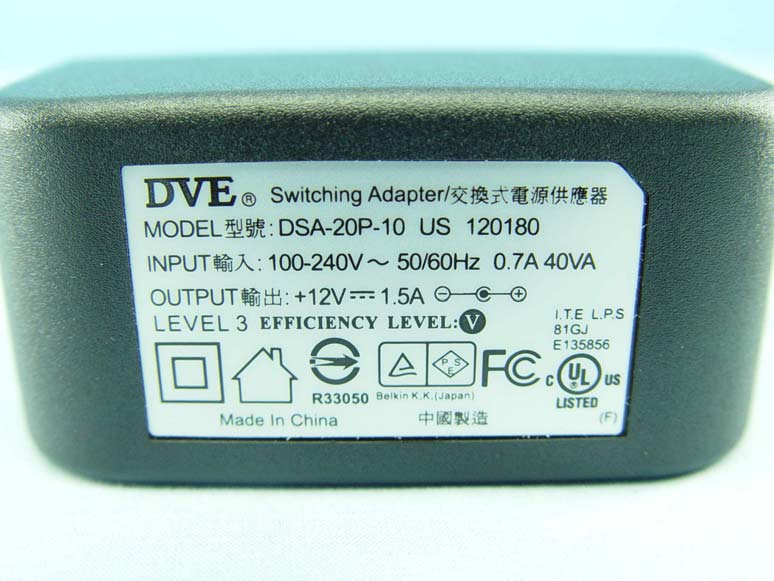 DVE® Switching Adapter/交換式電源供應器
MODEL型號: DSA-20P-10 US 120180
INPUT輸入: 100-240V～ 50/60Hz 0.7A 40VA
OUTPUT輸出: +12V⎓ 1.5A
LEVEL 3 EFFICIENCY LEVEL: V
I.T.E L.P.S
81GJ
E135856
R33050
Belkin K.K.(Japan)
PSE
FC
c UL® US
LISTED
Made In China 中國製造 (F)